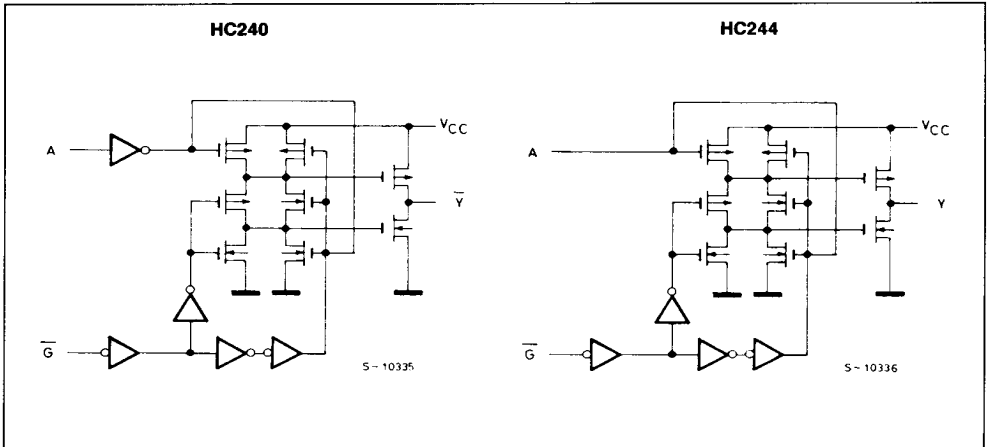 HC240
HC244
A
VCC
Y̅
G̅
S-10335
A
VCC
Y
G̅
S-10336